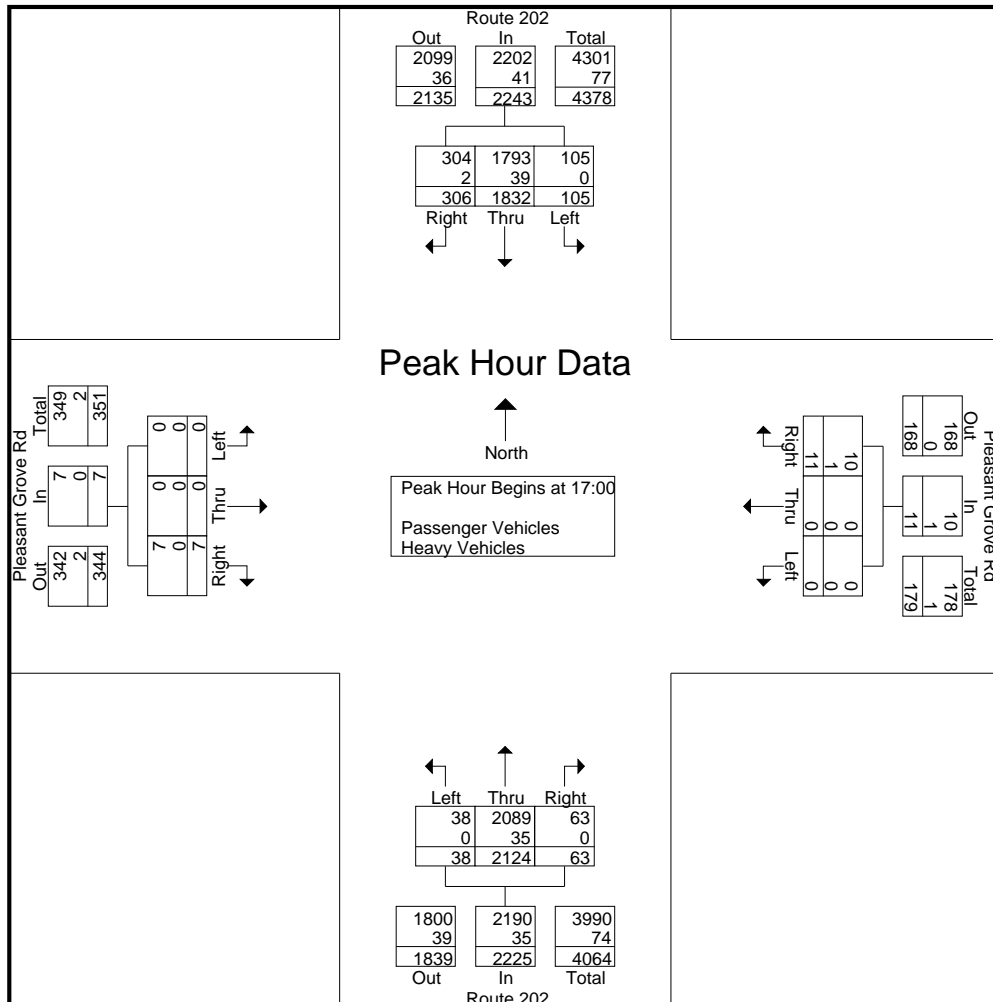 Route 202
Out In Total
2099 2202 4301
36 41 77
2135 2243 4378
304 1793 105
2 39 0
306 1832 105
Right Thru Left
Peak Hour Data
North
Peak Hour Begins at 17:00
Passenger Vehicles
Heavy Vehicles
Pleasant Grove Rd
Out In Total
342 7 349
2 0 2
344 7 351
Right Thru Left
7 0 0
0 0 0
7 0 0
Pleasant Grove Rd
Out In Total
168 10 178
0 1 1
168 11 179
10 0 0
1 0 0
11 0 0
Right Thru Left
Left Thru Right
38 2089 63
0 35 0
38 2124 63
1800 2190 3990
39 35 74
1839 2225 4064
Out In Total
Route 202